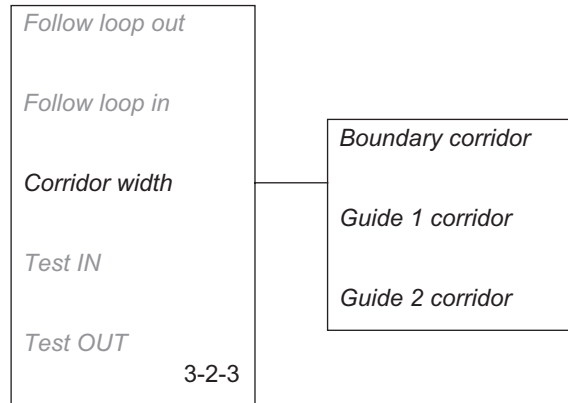 Follow loop out
Follow loop in
Corridor width
Test IN
Test OUT
3-2-3
Boundary corridor
Guide 1 corridor
Guide 2 corridor